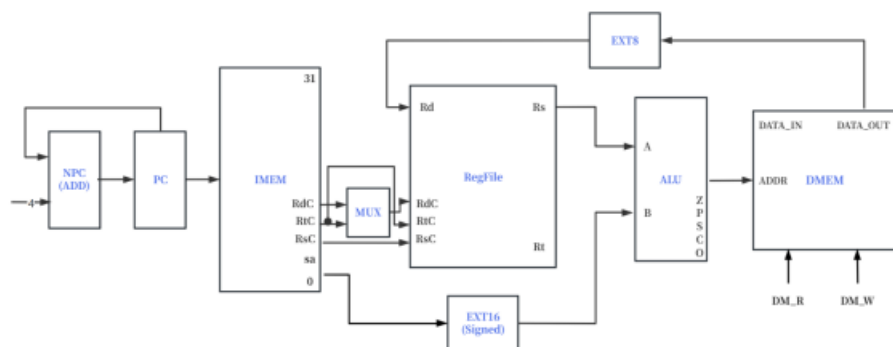 EXT8
31
Rd
Rs
DATA_IN
DATA_OUT
NPC
(ADD)
PC
IMEM
MUX
RegFile
A
ALU
ADDR
DMEM
4
RdC
RtC
RsC
sa
0
RdC
RtC
RsC
Rt
B
Z
P
S
C
O
EXT16
(Signed)
DM_R
DM_W